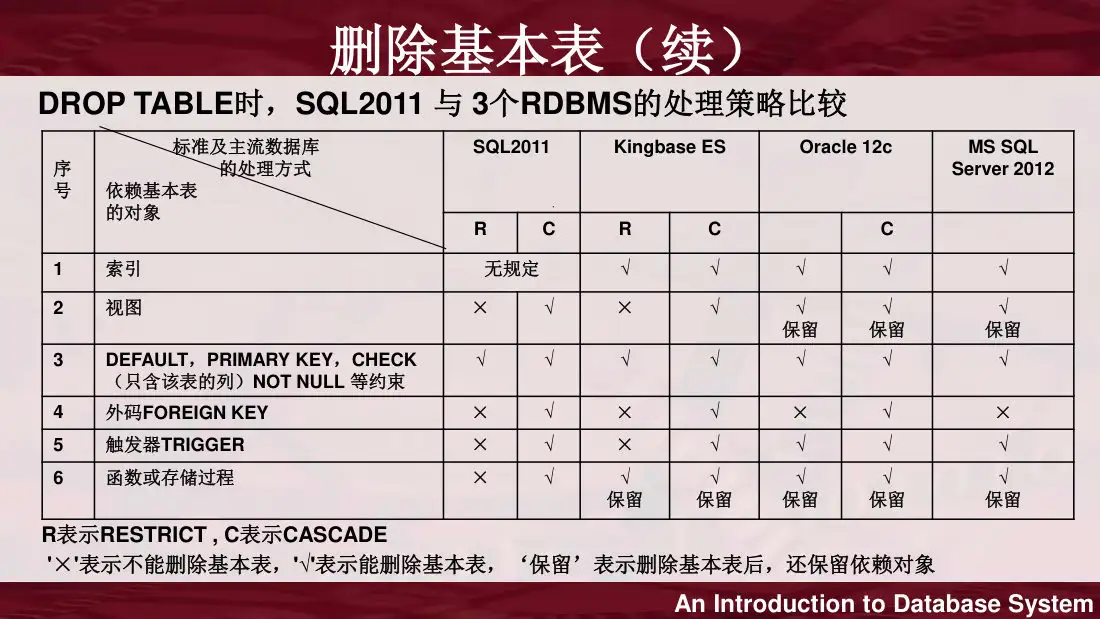 删除基本表（续）
DROP TABLE时，SQL2011 与 3个RDBMS的处理策略比较
序号 标准及主流数据库的处理方式 依赖基本表的对象 SQL2011 Kingbase ES Oracle 12c MS SQL Server 2012
R C R C C
1 索引 无规定 √ √ √ √ √
2 视图 × √ × √ √保留 √保留 √保留
3 DEFAULT，PRIMARY KEY，CHECK（只含该表的列）NOT NULL 等约束 √ √ √ √ √ √ √
4 外码FOREIGN KEY × √ × √ × √ ×
5 触发器TRIGGER × √ × √ √ √ √
6 函数或存储过程 × √ √保留 √保留 √保留 √保留 √保留
R表示RESTRICT , C表示CASCADE
'×'表示不能删除基本表，'√'表示能删除基本表，‘保留’表示删除基本表后，还保留依赖对象
An Introduction to Database System